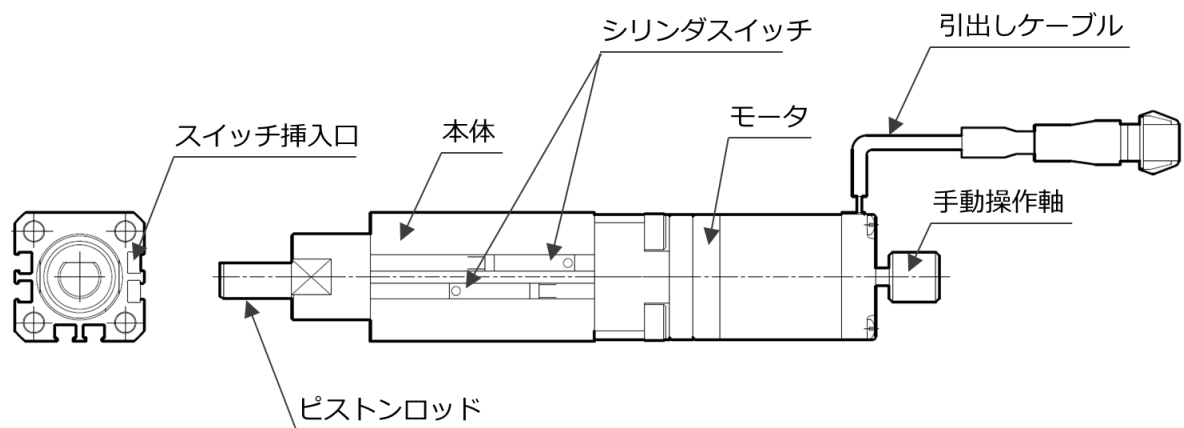 シリンダスイッチ
引出しケーブル
モータ
本体
スイッチ挿入口
手動操作軸
ピストンロッド